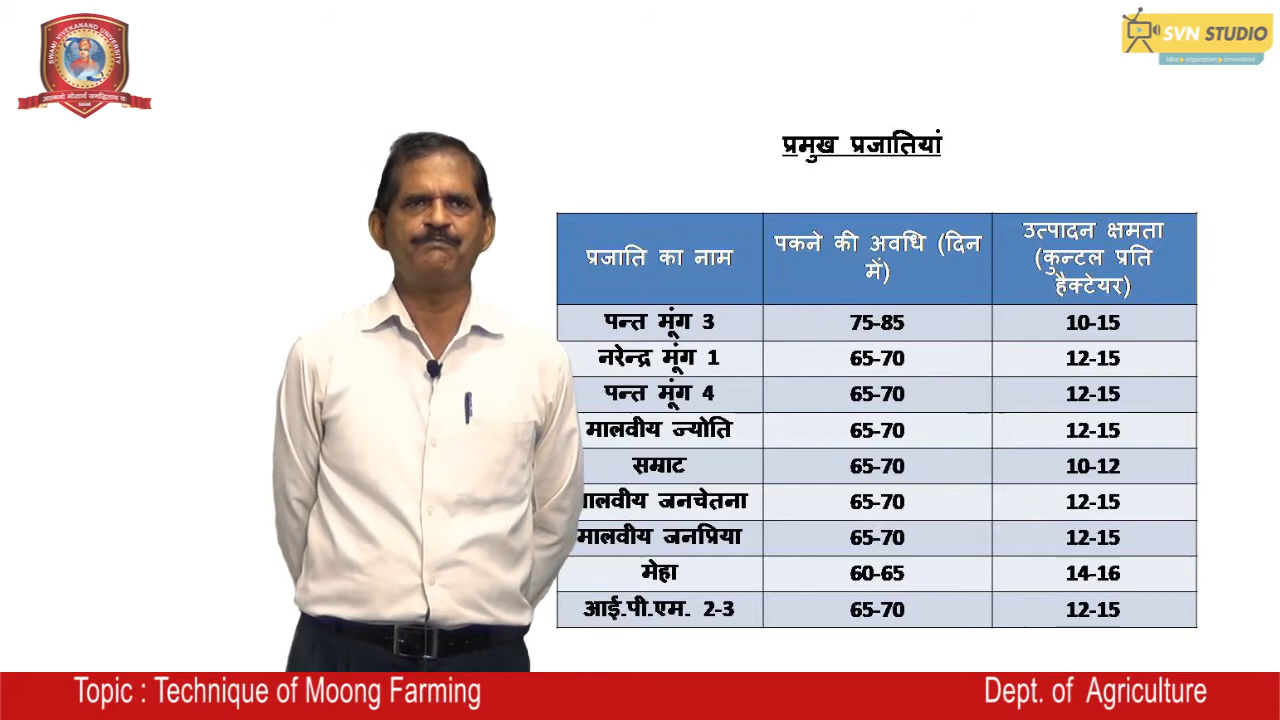 SWAMI VIVEKANAND UNIVERSITY
SVN STUDIO
प्रमुख प्रजातियां
प्रजाति का नाम
पकने की अवधि (दिन
में)
उत्पादन क्षमता
(कुन्टल प्रति
हैक्टेयर)
पन्त मूंग 3 75-85 10-15
नरेन्द्र मूंग 1 65-70 12-15
पन्त मूंग 4 65-70 12-15
मालवीय ज्योति 65-70 12-15
सम्राट 65-70 10-12
जनचेतना 65-70 12-15
मालवीय जनप्रिया 65-70 12-15
मेहा 60-65 14-16
आई.पी.एम. 2-3 65-70 12-15
Topic : Technique of Moong Farming
Dept. of Agriculture